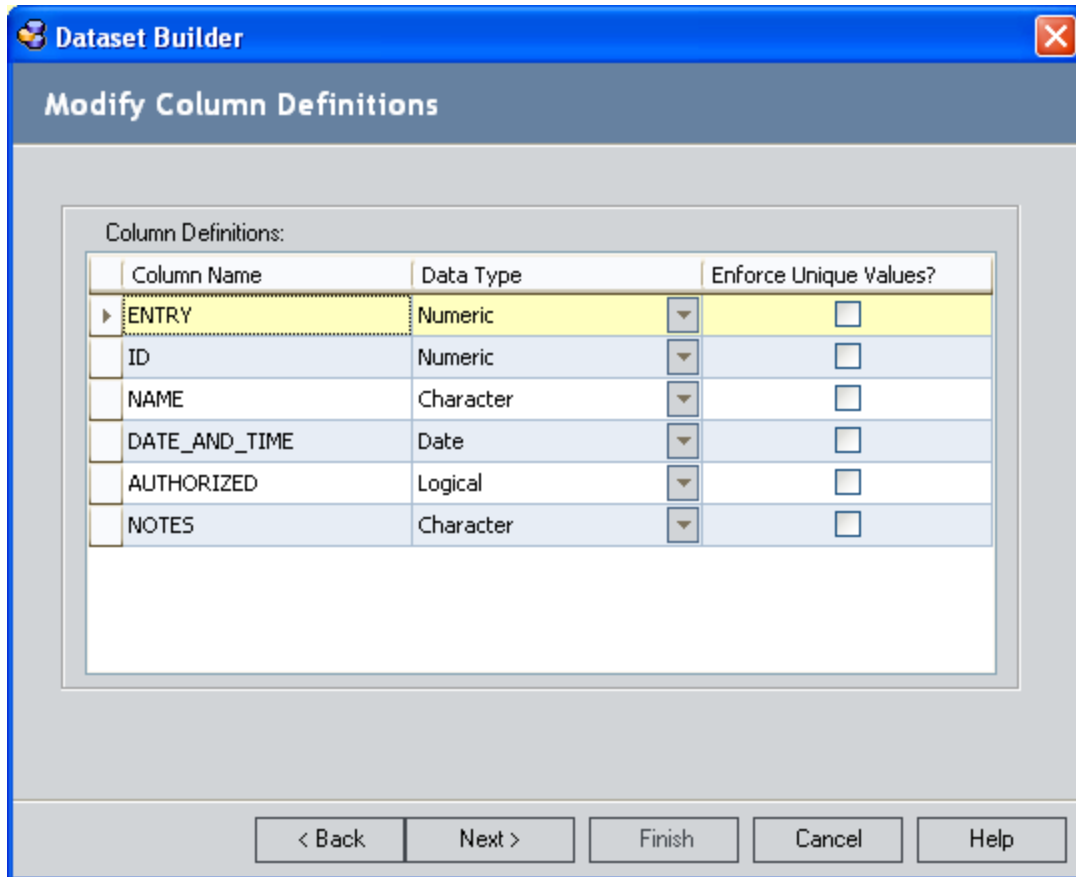 Dataset Builder
Modify Column Definitions
Column Definitions:
Column Name Data Type Enforce Unique Values?
ENTRY Numeric
ID Numeric
NAME Character
DATE_AND_TIME Date
AUTHORIZED Logical
NOTES Character
< Back Next > Finish Cancel Help